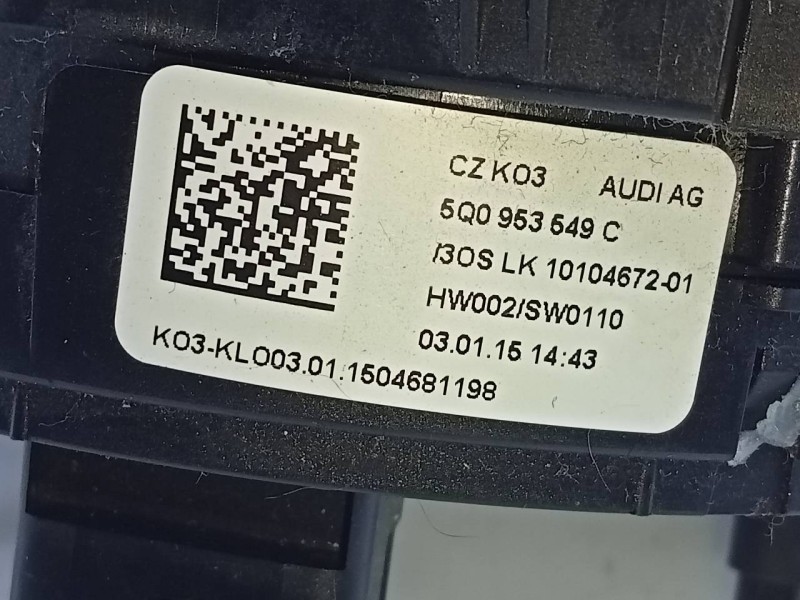 CZ KO3 AUDI AG
5Q0 953 549 C
/3OS LK 10104672-01
HW002/SW0110
03.01.15 14:43
KO3-KLO03.01.1504681198